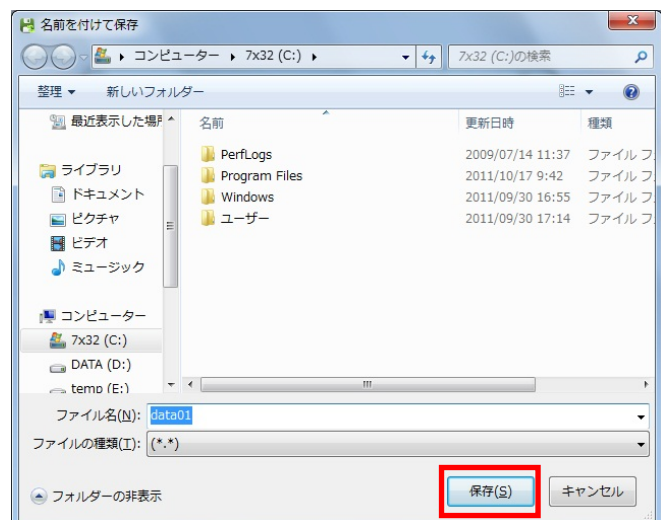 名前を付けて保存
コンピューター ▸ 7x32 (C:) ▸
7x32 (C:)の検索
整理 ▼ 新しいフォルダー
最近表示した場所
ライブラリ
ドキュメント
ピクチャ
ビデオ
ミュージック
コンピューター
7x32 (C:)
DATA (D:)
temp (E:)
名前 更新日時 種類
PerfLogs 2009/07/14 11:37 ファイル フ
Program Files 2011/10/17 9:42 ファイル フ
Windows 2011/09/30 16:55 ファイル フ
ユーザー 2011/09/30 17:14 ファイル フ
ファイル名(N): data01
ファイルの種類(T): (*.*)
フォルダーの非表示
保存(S) キャンセル